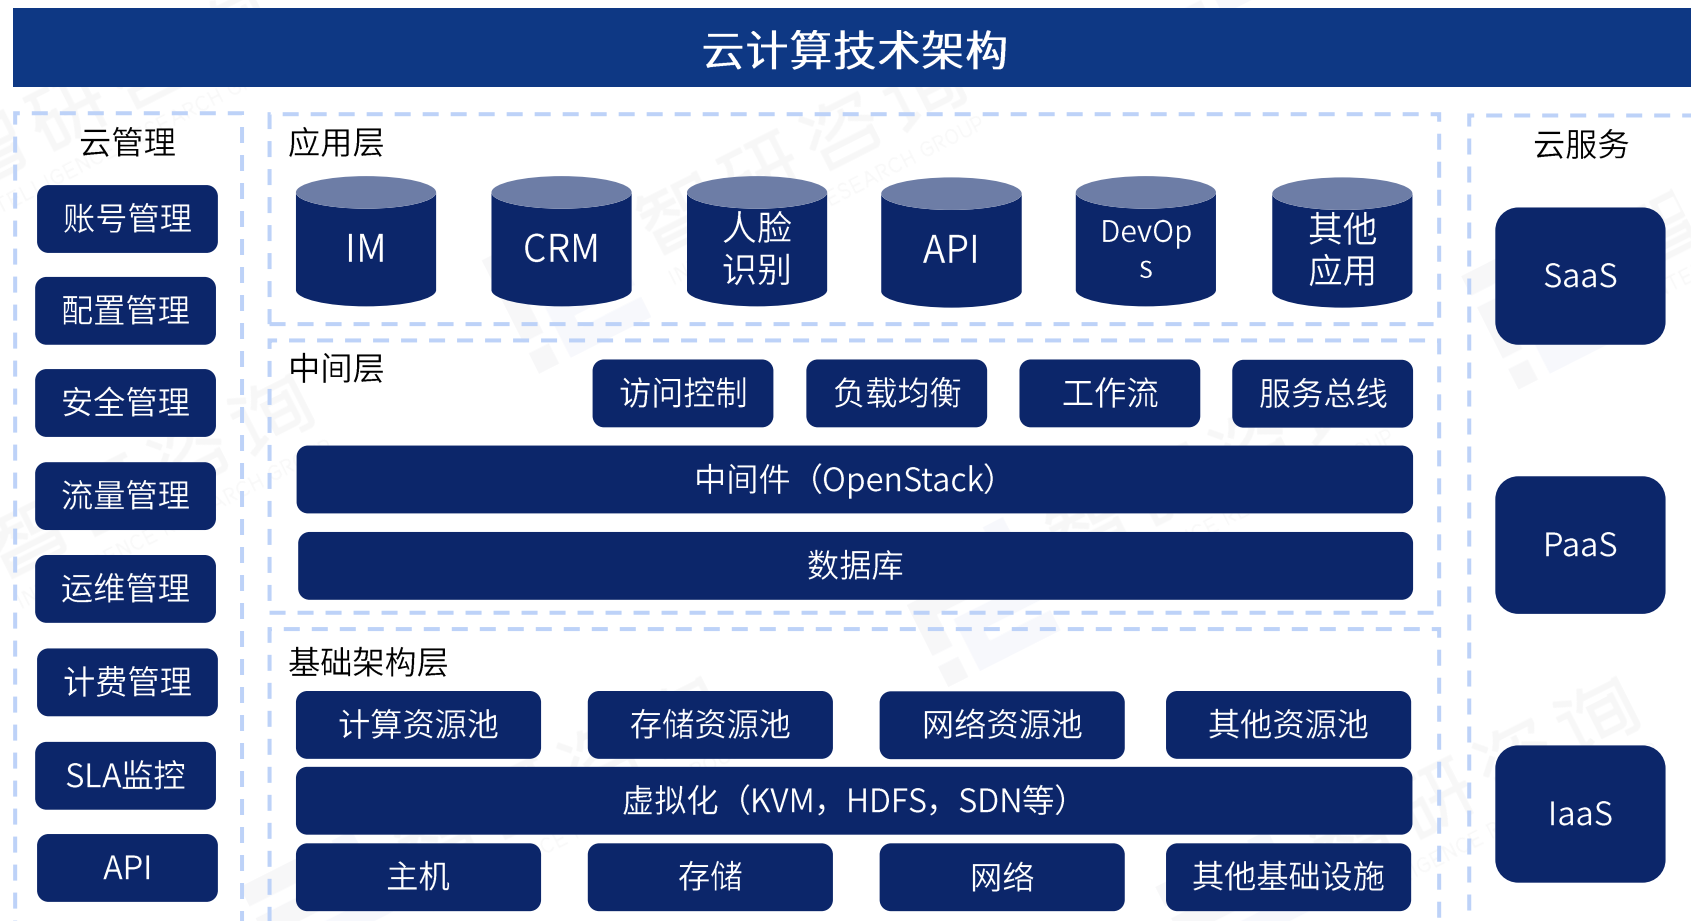 云计算技术架构
云管理
账号管理
配置管理
安全管理
流量管理
运维管理
计费管理
SLA监控
API
应用层
IM
CRM
人脸
识别
API
DevOp
s
其他
应用
中间层
访问控制
负载均衡
工作流
服务总线
中间件（OpenStack）
数据库
基础架构层
计算资源池
存储资源池
网络资源池
其他资源池
虚拟化（KVM，HDFS，SDN等）
主机
存储
网络
其他基础设施
云服务
SaaS
PaaS
IaaS